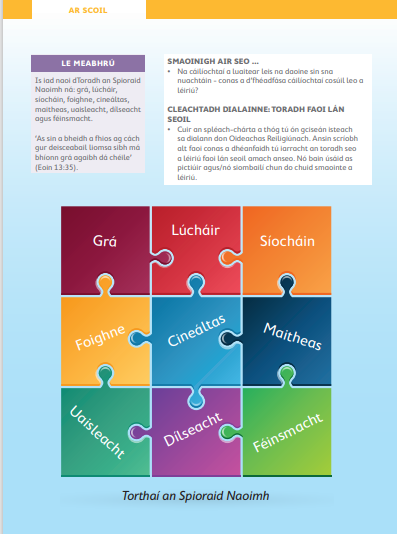 AR SCOIL
LE MEABHRÚ
Is iad naoi dToradh an Spioraid
Naoimh ná: grá, lúcháir,
síocháin, foighne, cineáltas,
maitheas, uaisleacht, dílseacht
agus féinsmacht.
‘As sin a bheidh a fhios ag cách
gur deisceabail liomsa sibh má
bhíonn grá agaibh dá chéile’
(Eoin 13:35).
SMAOINIGH AIR SEO ...
• Na cáilíochtaí a luaitear leis na daoine sin sna
nuachtáin – conas a d’fhéadfása cáilíochtaí cosúil leo a
léiriú?
CLEACHTADH DIALAINNE: TORADH FAOI LÁN
SEOIL
• Cuir an spléach-chárta a thóg tú ón gciseán isteach
sa dialann don Oideachas Reiligiúnach. Ansin scríobh
alt faoi conas a dhéanfaidh tú iarracht an toradh seo
a léiriú faoi lán seoil amach anseo. Nó bain úsáid as
pictiúir agus/nó siombailí chun do chuid smaointe a
léiriú.
Grá
Lúcháir
Síocháin
Foighne
Cineáltas
Maitheas
Uaisleacht
Dílseacht
Féinsmacht
Torthaí an Spioraid Naoimh